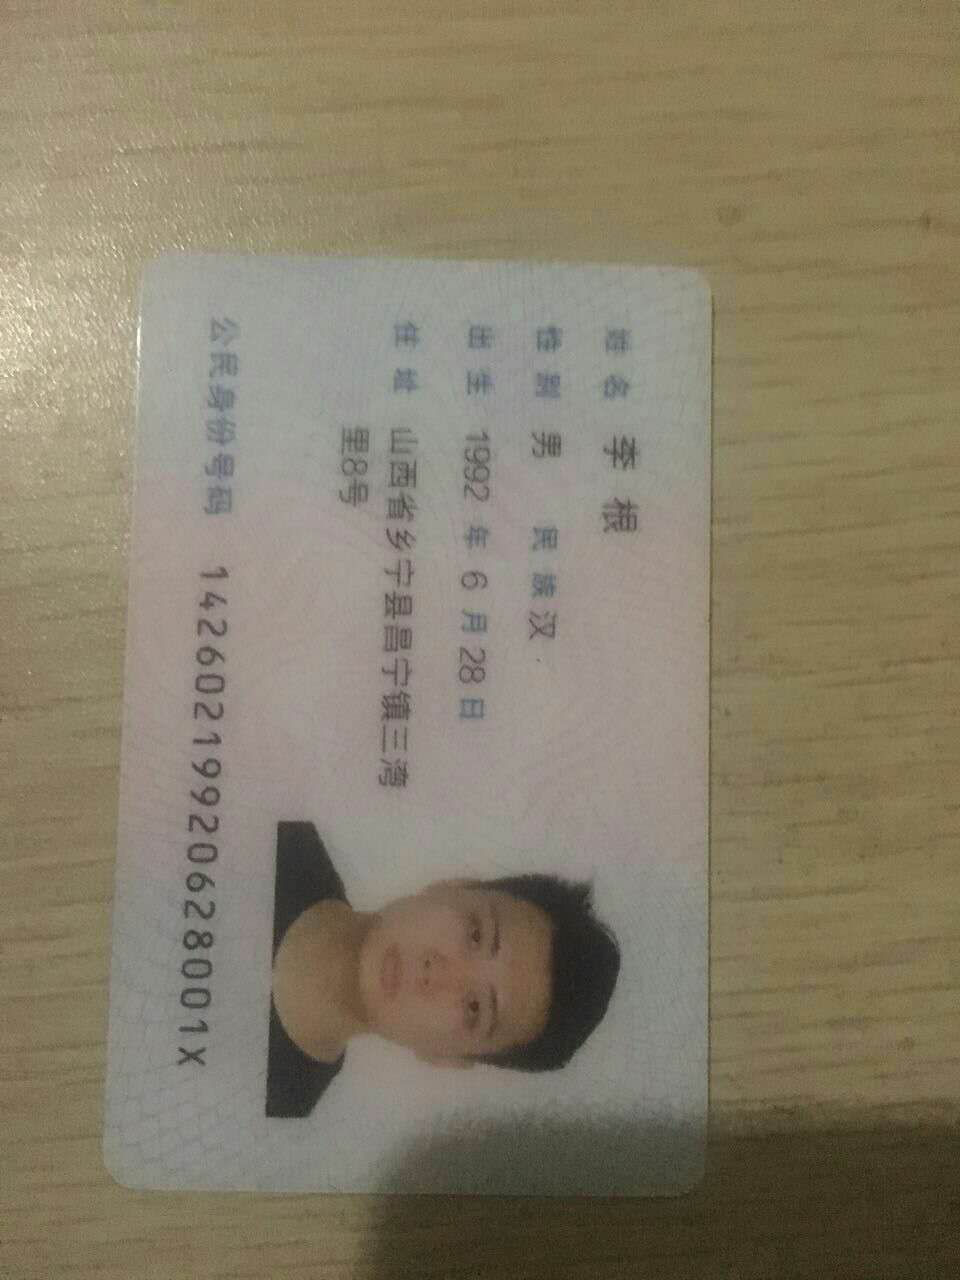 姓名 李根
性别 男 民族 汉
出生 1992 年 6 月 28 日
住址 山西省乡宁县昌宁镇三湾
里8号
公民身份号码 14260219920628001X